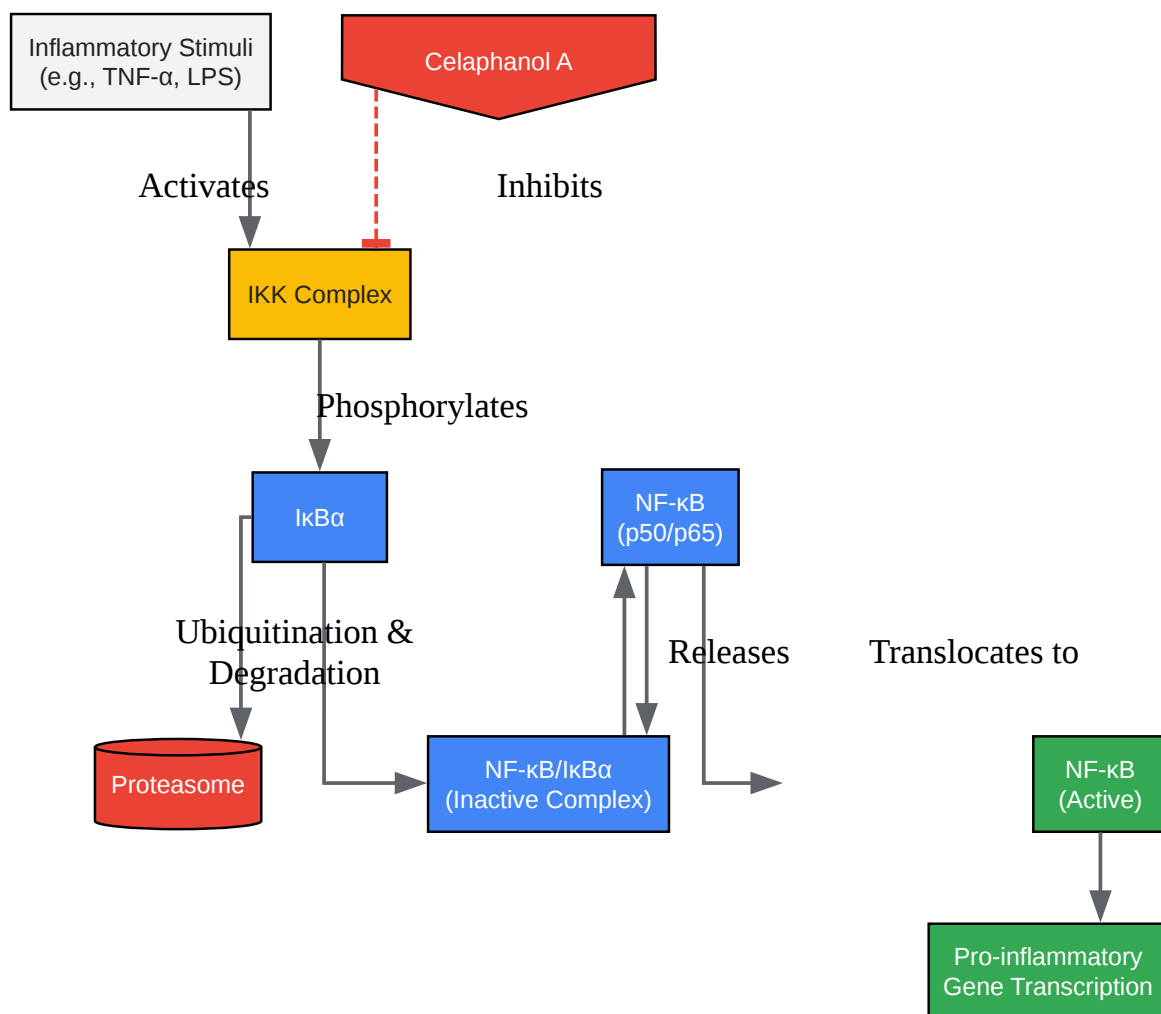 Inflammatory Stimuli
(e.g., TNF-α, LPS)
Celaphanol A
Activates
Inhibits
IKK Complex
Phosphorylates
IκBα
NF-κB
(p50/p65)
Ubiquitination &
Degradation
Releases
Translocates to
Proteasome
NF-κB/IκBα
(Inactive Complex)
NF-κB
(Active)
Pro-inflammatory
Gene Transcription